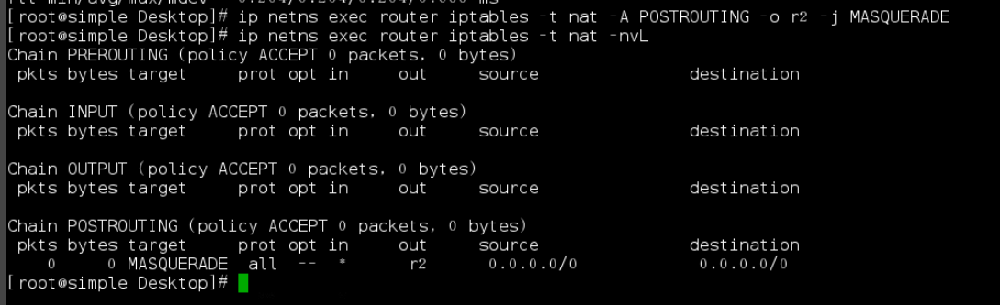 [root@simple Desktop]# ip netns exec router iptables -t nat -A POSTROUTING -o r2 -j MASQUERADE
[root@simple Desktop]# ip netns exec router iptables -t nat -nvL
Chain PREROUTING (policy ACCEPT 0 packets, 0 bytes)
pkts bytes target prot opt in out source destination
Chain INPUT (policy ACCEPT 0 packets, 0 bytes)
pkts bytes target prot opt in out source destination
Chain OUTPUT (policy ACCEPT 0 packets, 0 bytes)
pkts bytes target prot opt in out source destination
Chain POSTROUTING (policy ACCEPT 0 packets, 0 bytes)
pkts bytes target prot opt in out source destination
0 0 MASQUERADE all -- * r2 0.0.0.0/0 0.0.0.0/0
[root@simple Desktop]#